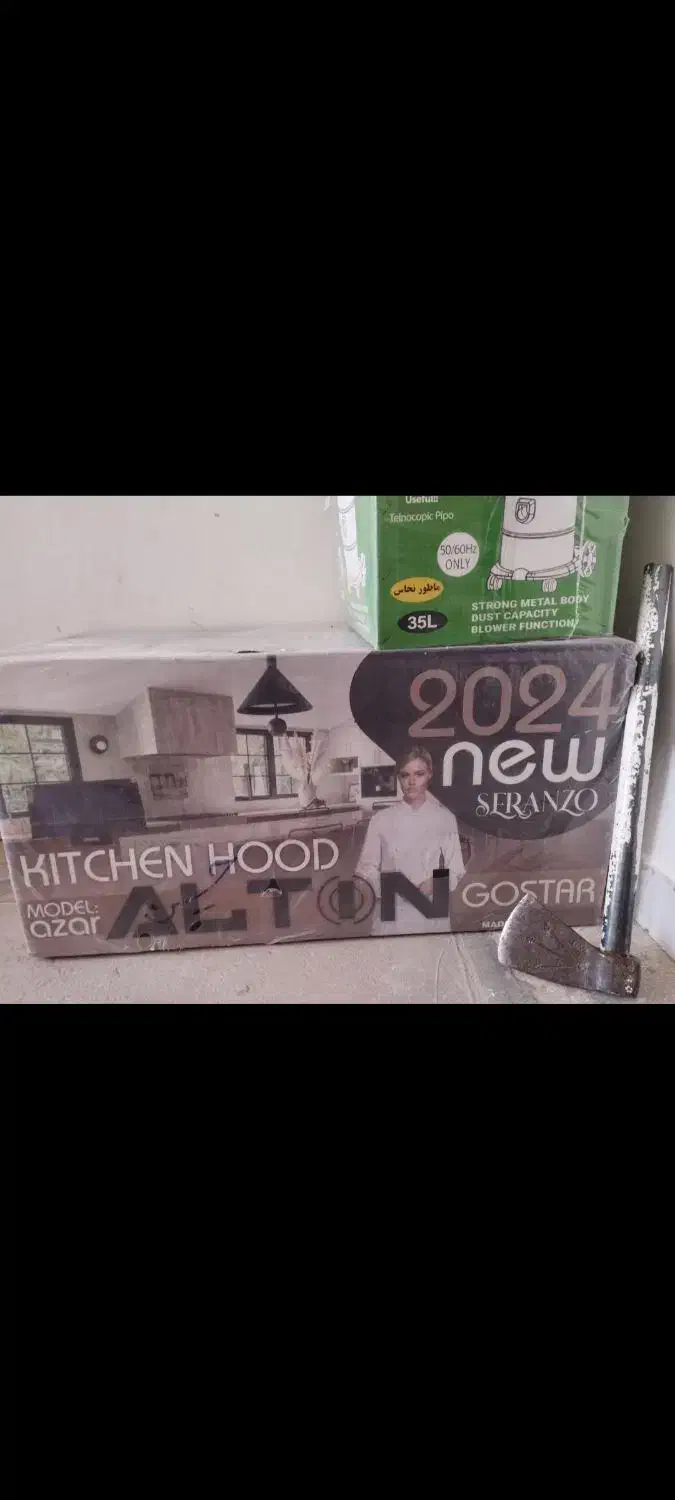 Useful!!
Telnocopic Pipo
50/60Hz
ONLY
ماطور نحاس
35L
STRONG METAL BODY
DUST CAPACITY
BLOWER FUNCTION
2024
new
SERANZO
KITCHEN HOOD
MODEL:
azar
ALTON
GOSTAR